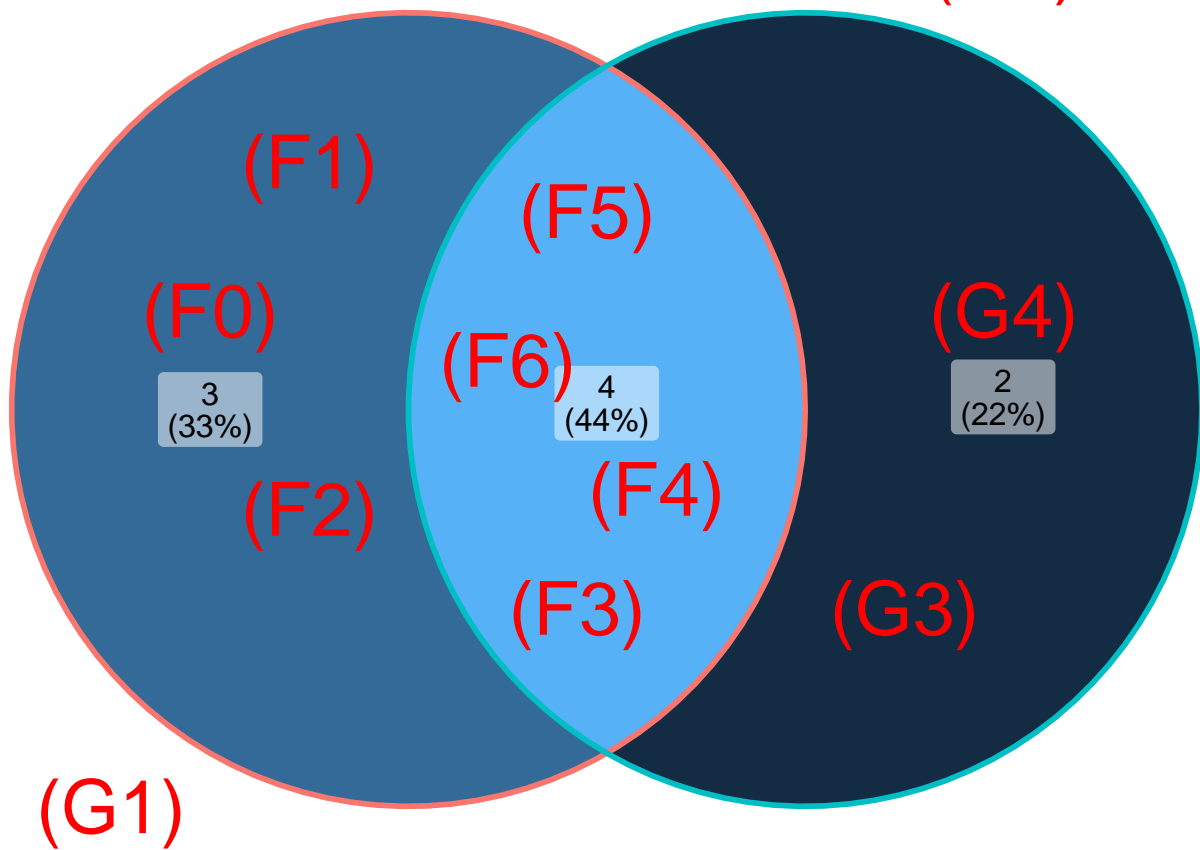 (F1)
(F5)
(F0)
(G4)
(F6)
3
(33%)
4
(44%)
2
(22%)
(F2)
(F4)
(F3)
(G3)
(G1)